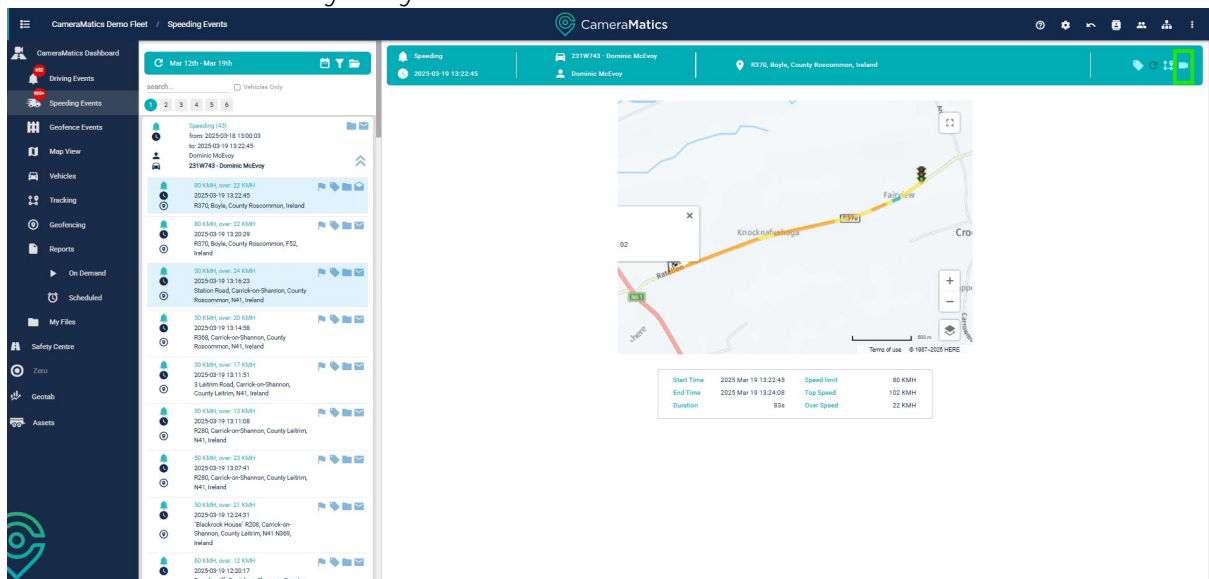 CameraMatics Demo Fleet / Speeding Events
CameraMatics
CameraMatics Dashboard
982
Driving Events
999+
Speeding Events
Geofence Events
Map View
Vehicles
Tracking
Geofencing
Reports
On Demand
Scheduled
My Files
Safety Centre
Zero
Geotab
Assets
Mar 12th - Mar 19th
search...
Vehicles Only
1 2 3 4 5 6
Speeding (43)
from: 2025-03-18 13:00:03
to: 2025-03-19 13:22:45
Dominic McEvoy
231W743 - Dominic McEvoy
80 KMH, over: 22 KMH
2025-03-19 13:22:45
R370, Boyle, County Roscommon, Ireland
80 KMH, over: 22 KMH
2025-03-19 13:20:29
R370, Boyle, County Roscommon, F52,
Ireland
50 KMH, over: 24 KMH
2025-03-19 13:16:23
Station Road, Carrick-on-Shannon, County
Roscommon, N41, Ireland
50 KMH, over: 20 KMH
2025-03-19 13:14:58
R368, Carrick-on-Shannon, County
Roscommon, N41, Ireland
30 KMH, over: 17 KMH
2025-03-19 13:11:51
3 Leitrim Road, Carrick-on-Shannon,
County Leitrim, N41, Ireland
50 KMH, over: 13 KMH
2025-03-19 13:11:08
R280, Carrick-on-Shannon, County Leitrim,
N41, Ireland
50 KMH, over: 23 KMH
2025-03-19 13:07:41
R280, Carrick-on-Shannon, County Leitrim,
N41, Ireland
50 KMH, over: 21 KMH
2025-03-19 12:24:31
'Blackrock House' R208, Carrick-on-
Shannon, County Leitrim, N41 N369,
Ireland
60 KMH, over: 12 KMH
2025-03-19 12:20:17
Speeding
2025-03-19 13:22:45
231W743 - Dominic McEvoy
Dominic McEvoy
R370, Boyle, County Roscommon, Ireland
Fairview
R370
Knocknafushoga
Cro
:02
Ratallen
N61
500 m
Terms of use © 1987–2025 HERE
Start Time 2025 Mar 19 13:22:45 Speed limit 80 KMH
End Time 2025 Mar 19 13:24:08 Top Speed 102 KMH
Duration 83s Over Speed 22 KMH